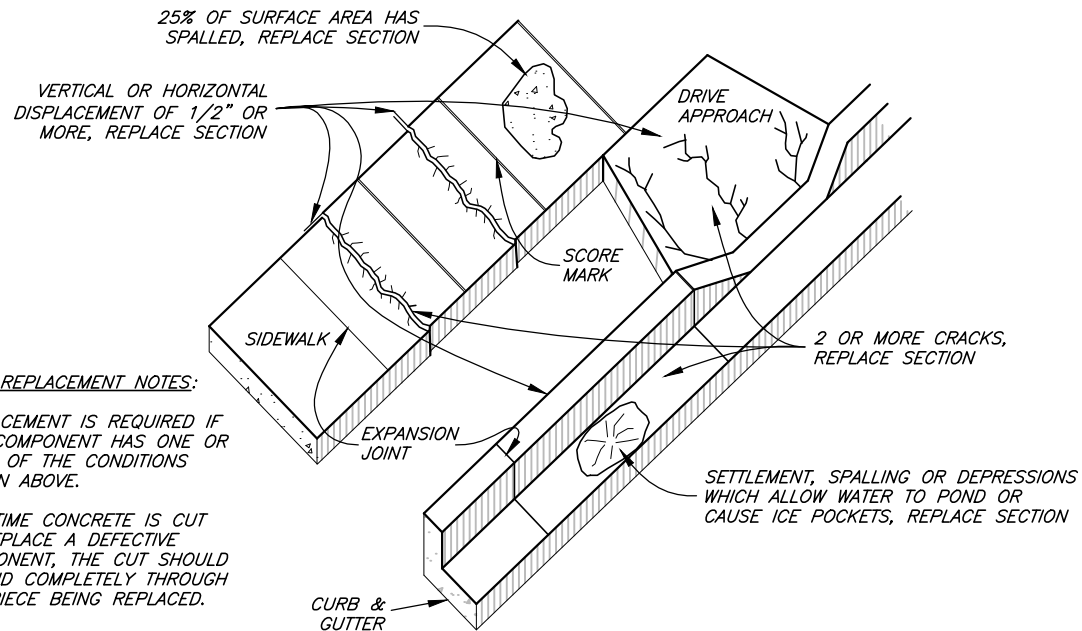 25% OF SURFACE AREA HAS
SPALLED, REPLACE SECTION
VERTICAL OR HORIZONTAL
DISPLACEMENT OF 1/2" OR
MORE, REPLACE SECTION
DRIVE
APPROACH
SCORE
MARK
SIDEWALK
2 OR MORE CRACKS,
REPLACE SECTION
EXPANSION
JOINT
SETTLEMENT, SPALLING OR DEPRESSIONS
WHICH ALLOW WATER TO POND OR
CAUSE ICE POCKETS, REPLACE SECTION
CURB &
GUTTER
REPLACEMENT NOTES:
CEMENT IS REQUIRED IF
COMPONENT HAS ONE OR
OF THE CONDITIONS
ABOVE.
TIME CONCRETE IS CUT
A DEFECTIVE
THE CUT SHOULD
COMPLETELY THROUGH
BEING REPLACED.